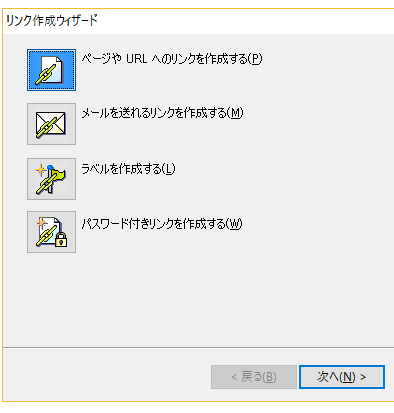 リンク作成ウィザード
ページや URL へのリンクを作成する(P)
メールを送れるリンクを作成する(M)
ラベルを作成する(L)
パスワード付きリンクを作成する(W)
< 戻る(B)
次へ(N) >